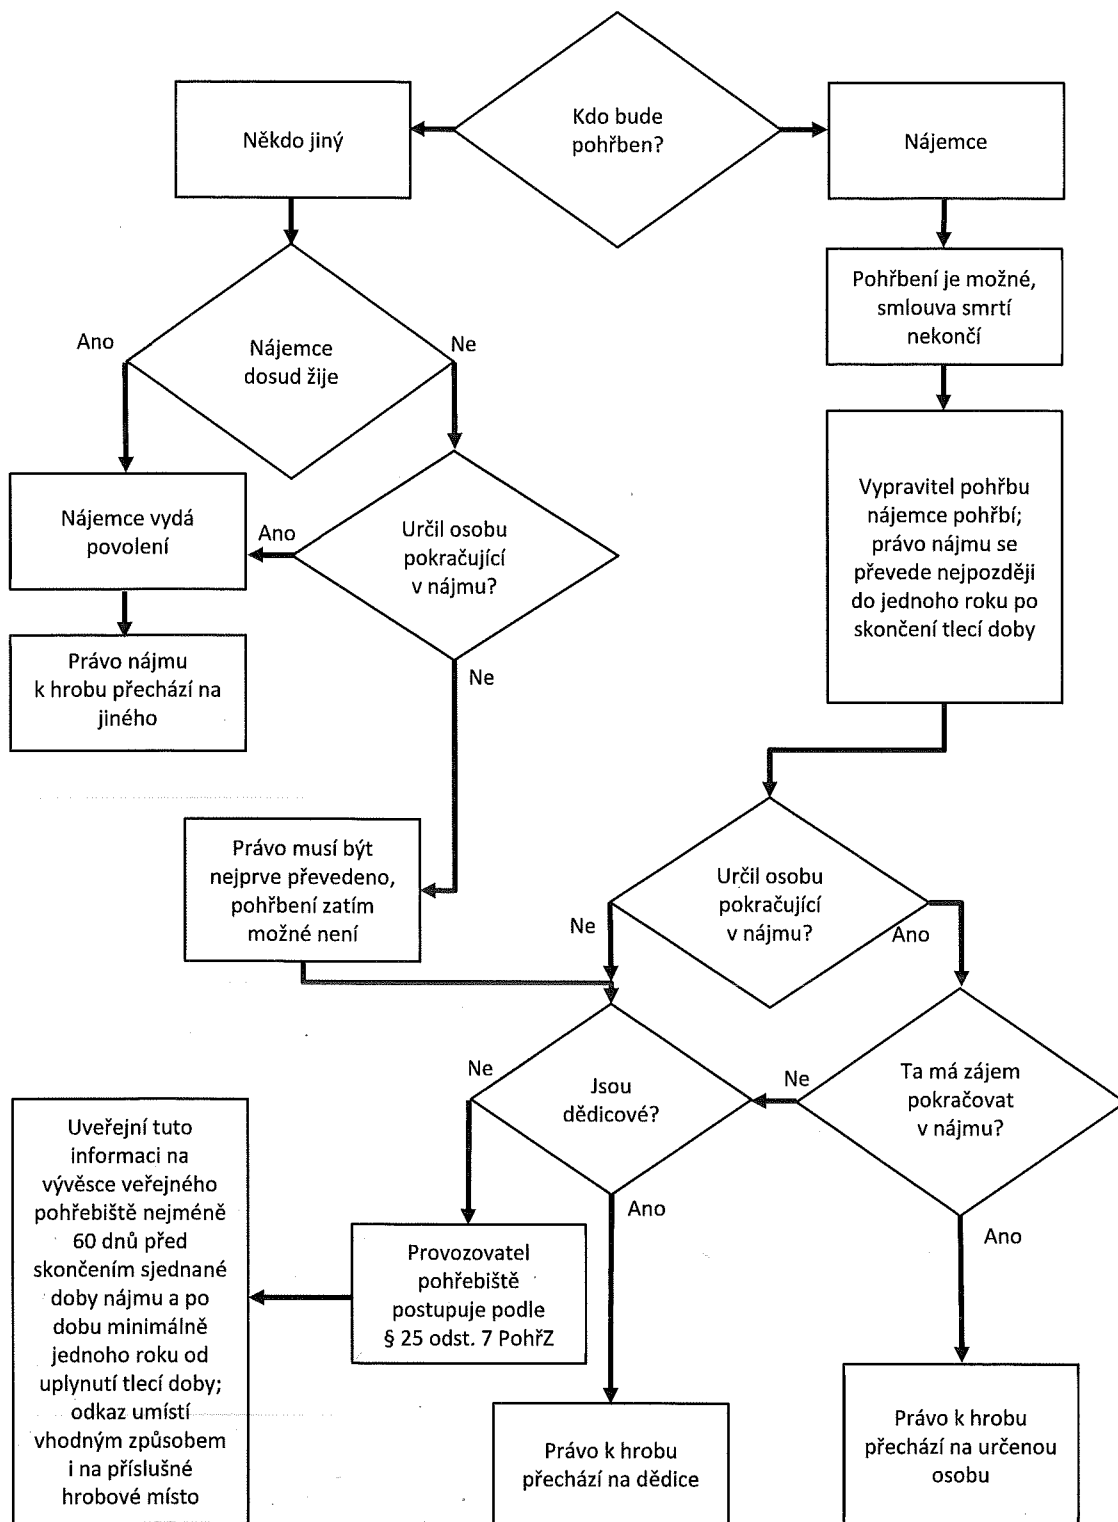 Kdo bude
pohřben?
Někdo jiný
Nájemce
Pohřbení je možné,
smlouva smrtí
nekončí
Ano
Nájemce
dosud žije
Ne
Vypravitel pohřbu
nájemce pohřbí;
právo nájmu se
převede nejpozději
do jednoho roku po
skončení tlecí doby
Nájemce vydá
povolení
Ano
Určil osobu
pokračující
v nájmu?
Ne
Právo nájmu
k hrobu přechází na
jiného
Právo musí být
nejprve převedeno,
pohřbení zatím
možné není
Určil osobu
pokračující
v nájmu?
Ne
Ano
Ne
Jsou
dědicové?
Ne
Ta má zájem
pokračovat
v nájmu?
Ano
Ano
Uveřejní tuto
informaci na
vývěsce veřejného
pohřebiště nejméně
60 dnů před
skončením sjednané
doby nájmu a po
dobu minimálně
jednoho roku od
uplynutí tlecí doby;
odkaz umístí
vhodným způsobem
i na příslušné
hrobové místo
Provozovatel
pohřebiště
postupuje podle
§ 25 odst. 7 PohřZ
Právo k hrobu
přechází na dědice
Právo k hrobu
přechází na určenou
osobu